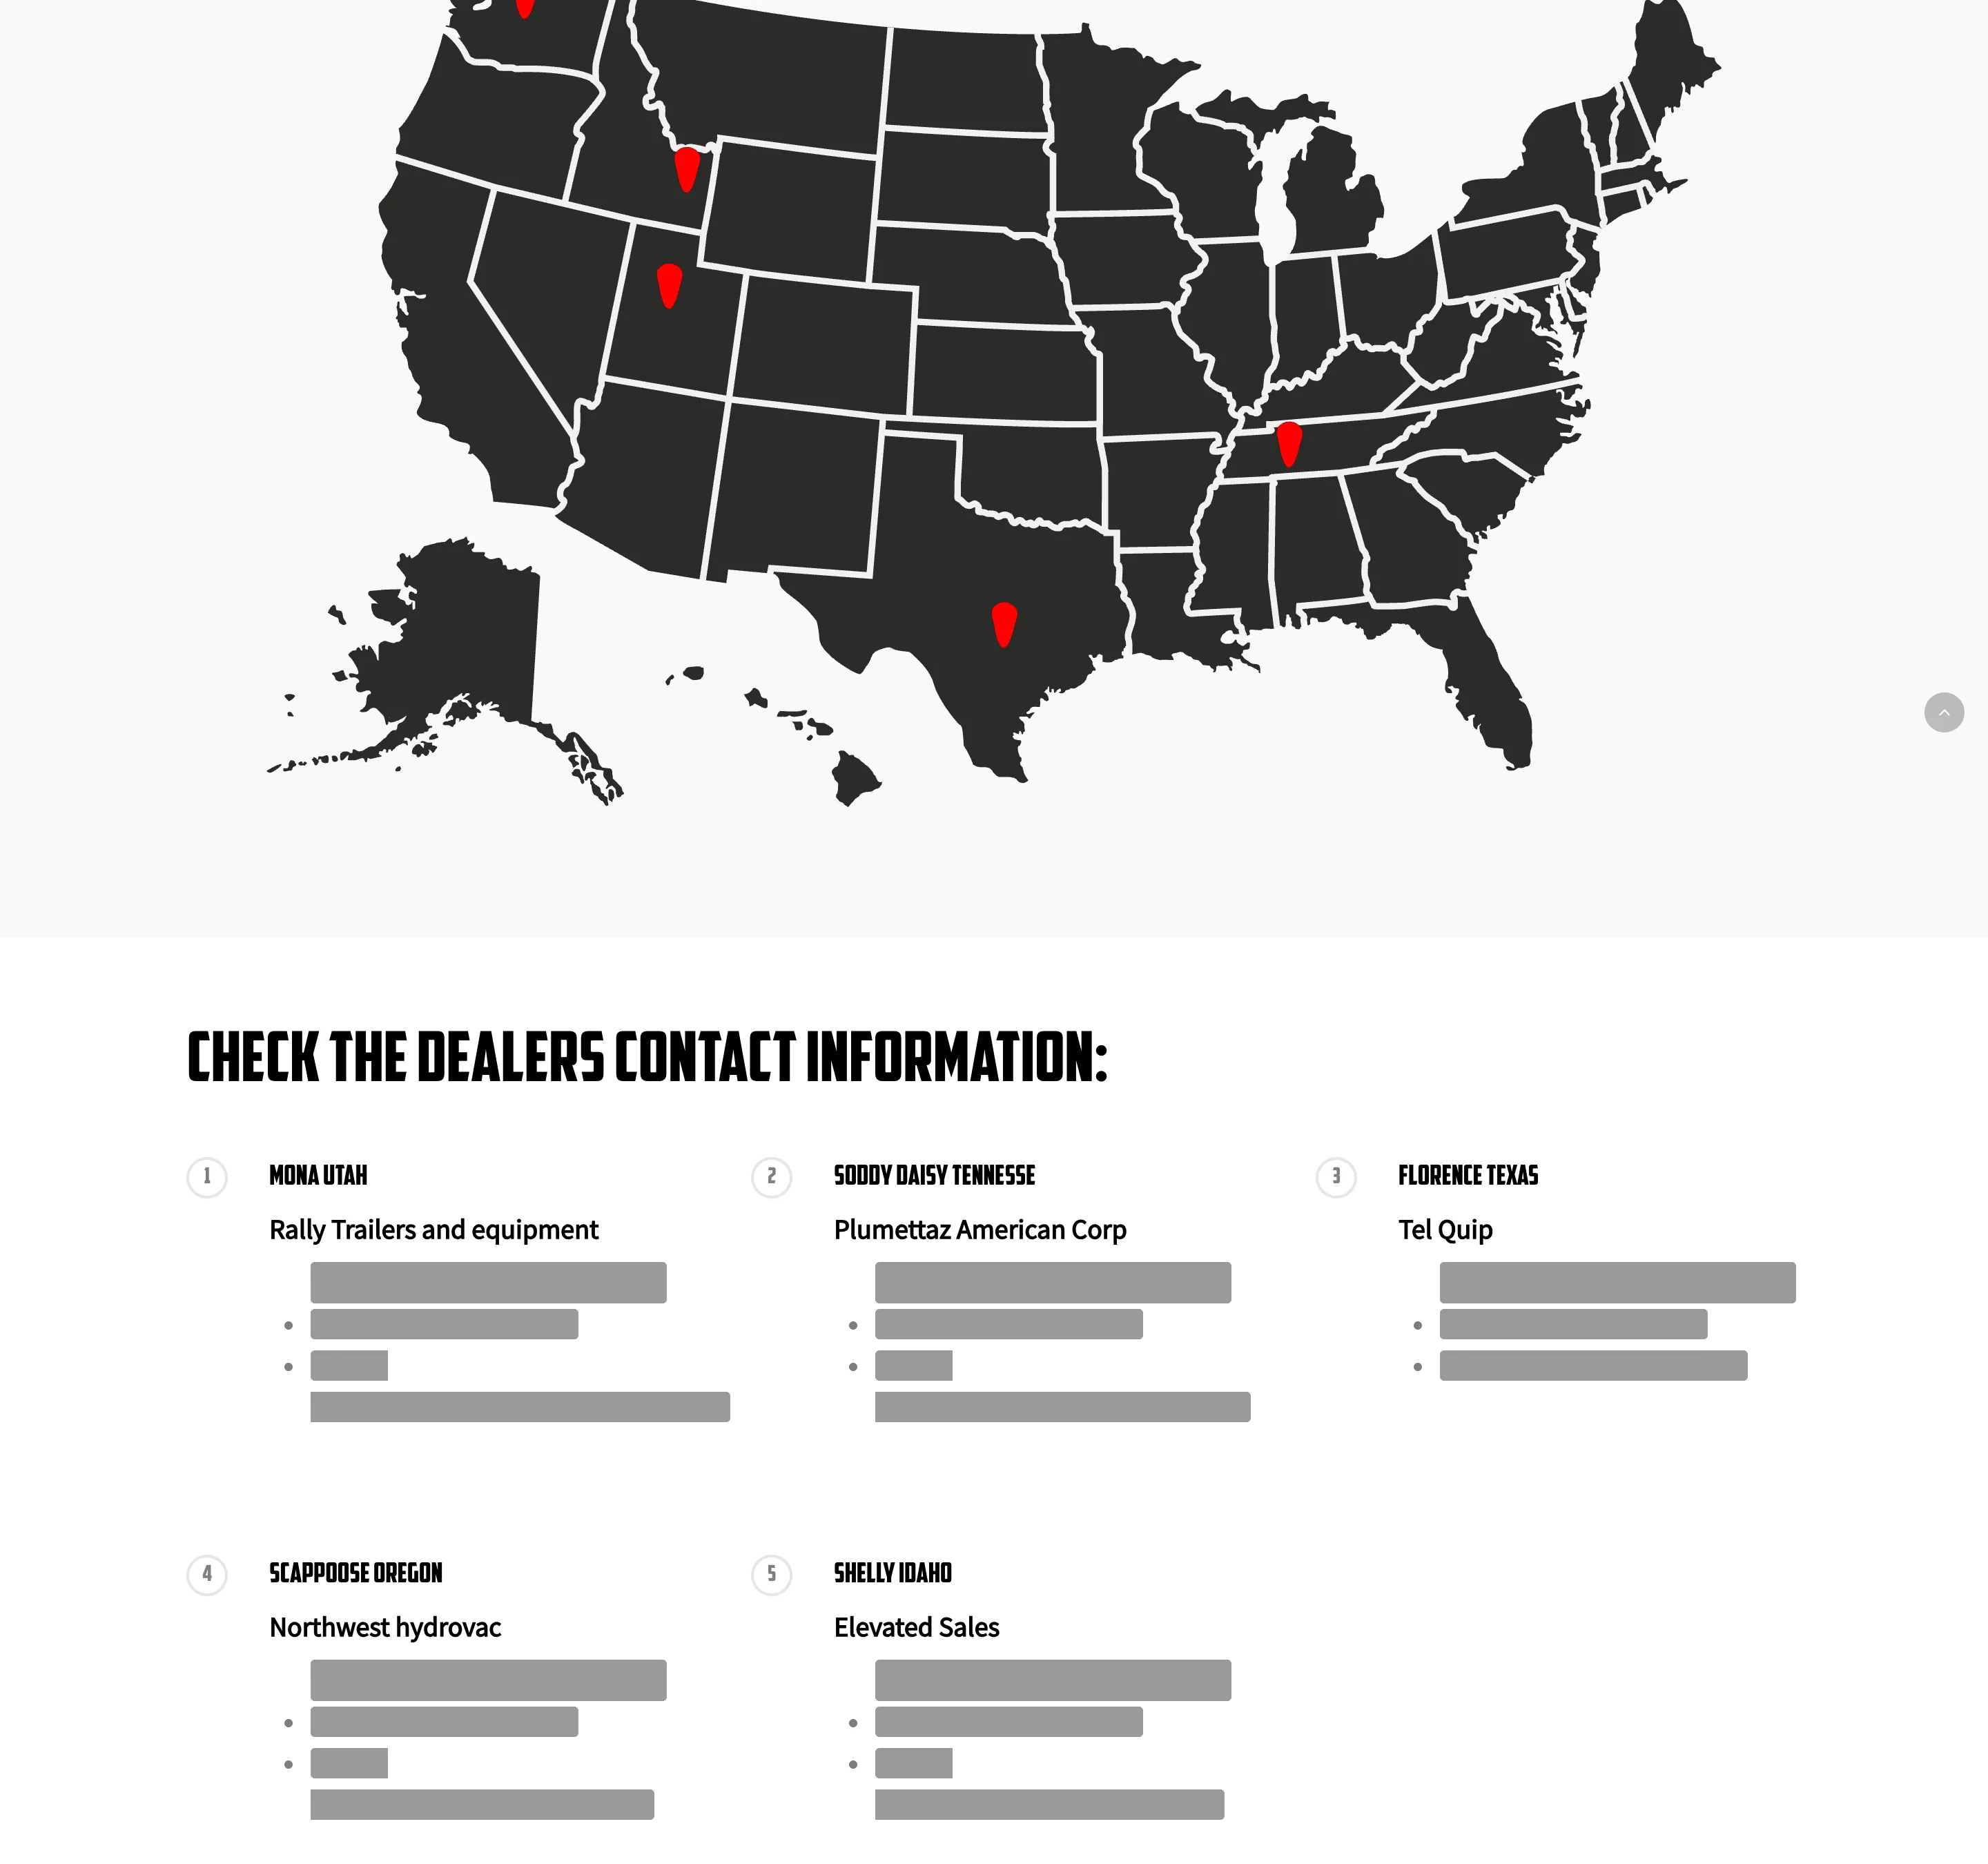 CHECK THE DEALERS CONTACT INFORMATION:
1
MONA UTAH
Rally Trailers and equipment
2
SODDY DAISY TENNESSE
Plumettaz American Corp
3
FLORENCE TEXAS
Tel Quip
4
SCAPPOOSE OREGON
Northwest hydrovac
5
SHELLY IDAHO
Elevated Sales